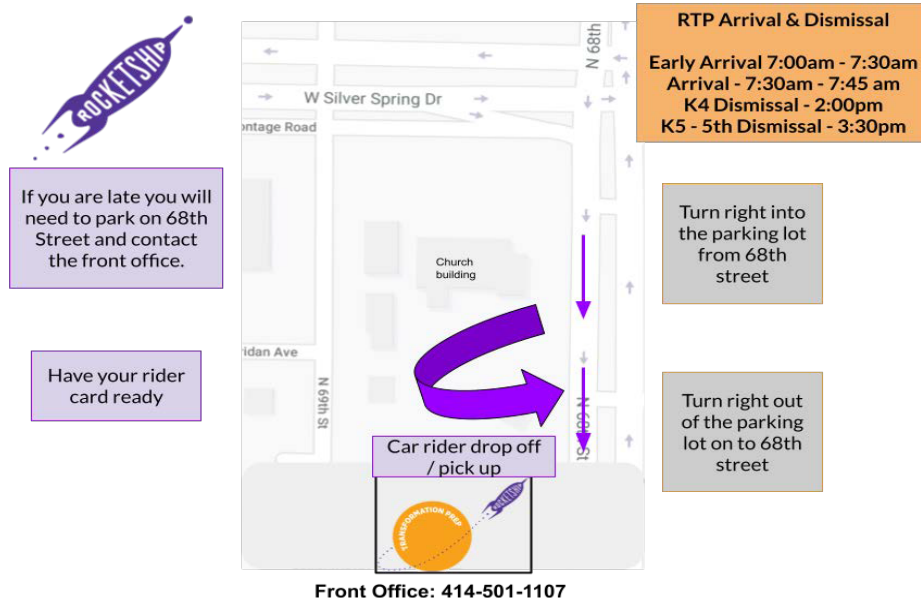 ROCKETSHIP
RTP Arrival & Dismissal
Early Arrival 7:00am - 7:30am
Arrival - 7:30am - 7:45 am
K4 Dismissal - 2:00pm
K5 - 5th Dismissal - 3:30pm
N 68th
W Silver Spring Dr
ontage Road
If you are late you will
need to park on 68th
Street and contact
the front office.
Turn right into
the parking lot
from 68th
street
Church
building
idan Ave
Have your rider
card ready
N 69th St
N 68th St
Turn right out
of the parking
lot on to 68th
street
Car rider drop off
/ pick up
TRANSFORMATION PREP
ROCKETSHIP
Front Office: 414-501-1107